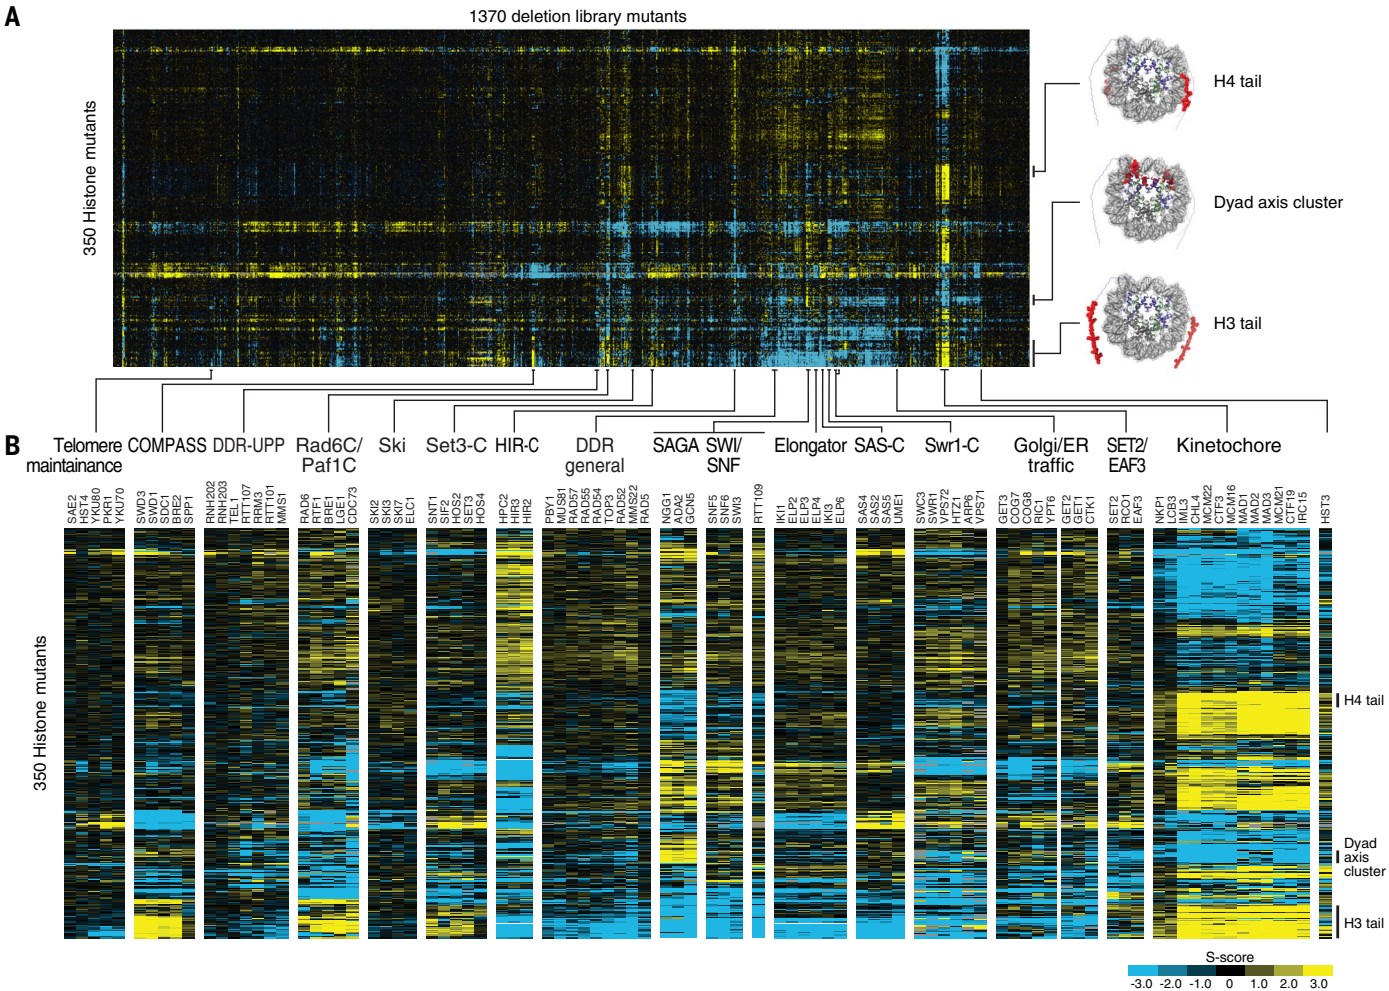 A
1370 deletion library mutants
350 Histone mutants
H4 tail
Dyad axis cluster
H3 tail
B
Telomere
maintainance
COMPASS
DDR-UPP
Rad6C/
Paf1C
Ski
Set3-C
HIR-C
DDR
general
SAGA
SWI/
SNF
Elongator
SAS-C
Swr1-C
Golgi/ER
traffic
SET2/
EAF3
Kinetochore
SAE2
HST4
YKU80
PKR1
YKU70
SWD3
SWD1
SDC1
BRE2
SPP1
RNH202
RNH203
TEL1
RTT107
RRM3
RTT101
MMS1
RAD6
RTF1
BRE1
LGE1
CDC73
SKI2
SKI3
SKI7
ELC1
SNT1
SIF2
HOS2
SET3
HOS4
HPC2
HIR3
HIR2
PBY1
MUS81
RAD57
RAD55
RAD54
TOP3
RAD52
MMS22
RAD5
NGG1
ADA2
GCN5
SNF5
SNF6
SWI3
RTT109
IKI1
ELP2
ELP3
ELP4
IKI3
ELP6
SAS4
SAS2
SAS5
UME1
SWC3
SWR1
VPS72
HTZ1
ARP6
VPS71
GET3
COG7
COG8
RIC1
YPT6
GET2
GET1
CTK1
SET2
RCO1
EAF3
NKP1
YCB3
IML3
CHL4
MCM22
CTF3
MCM16
MAD1
MAD2
MAD3
MCM21
CTF19
IRC15
HST3
350 Histone mutants
H4 tail
Dyad
axis
cluster
H3 tail
S-score
-3.0 -2.0 -1.0 0 1.0 2.0 3.0